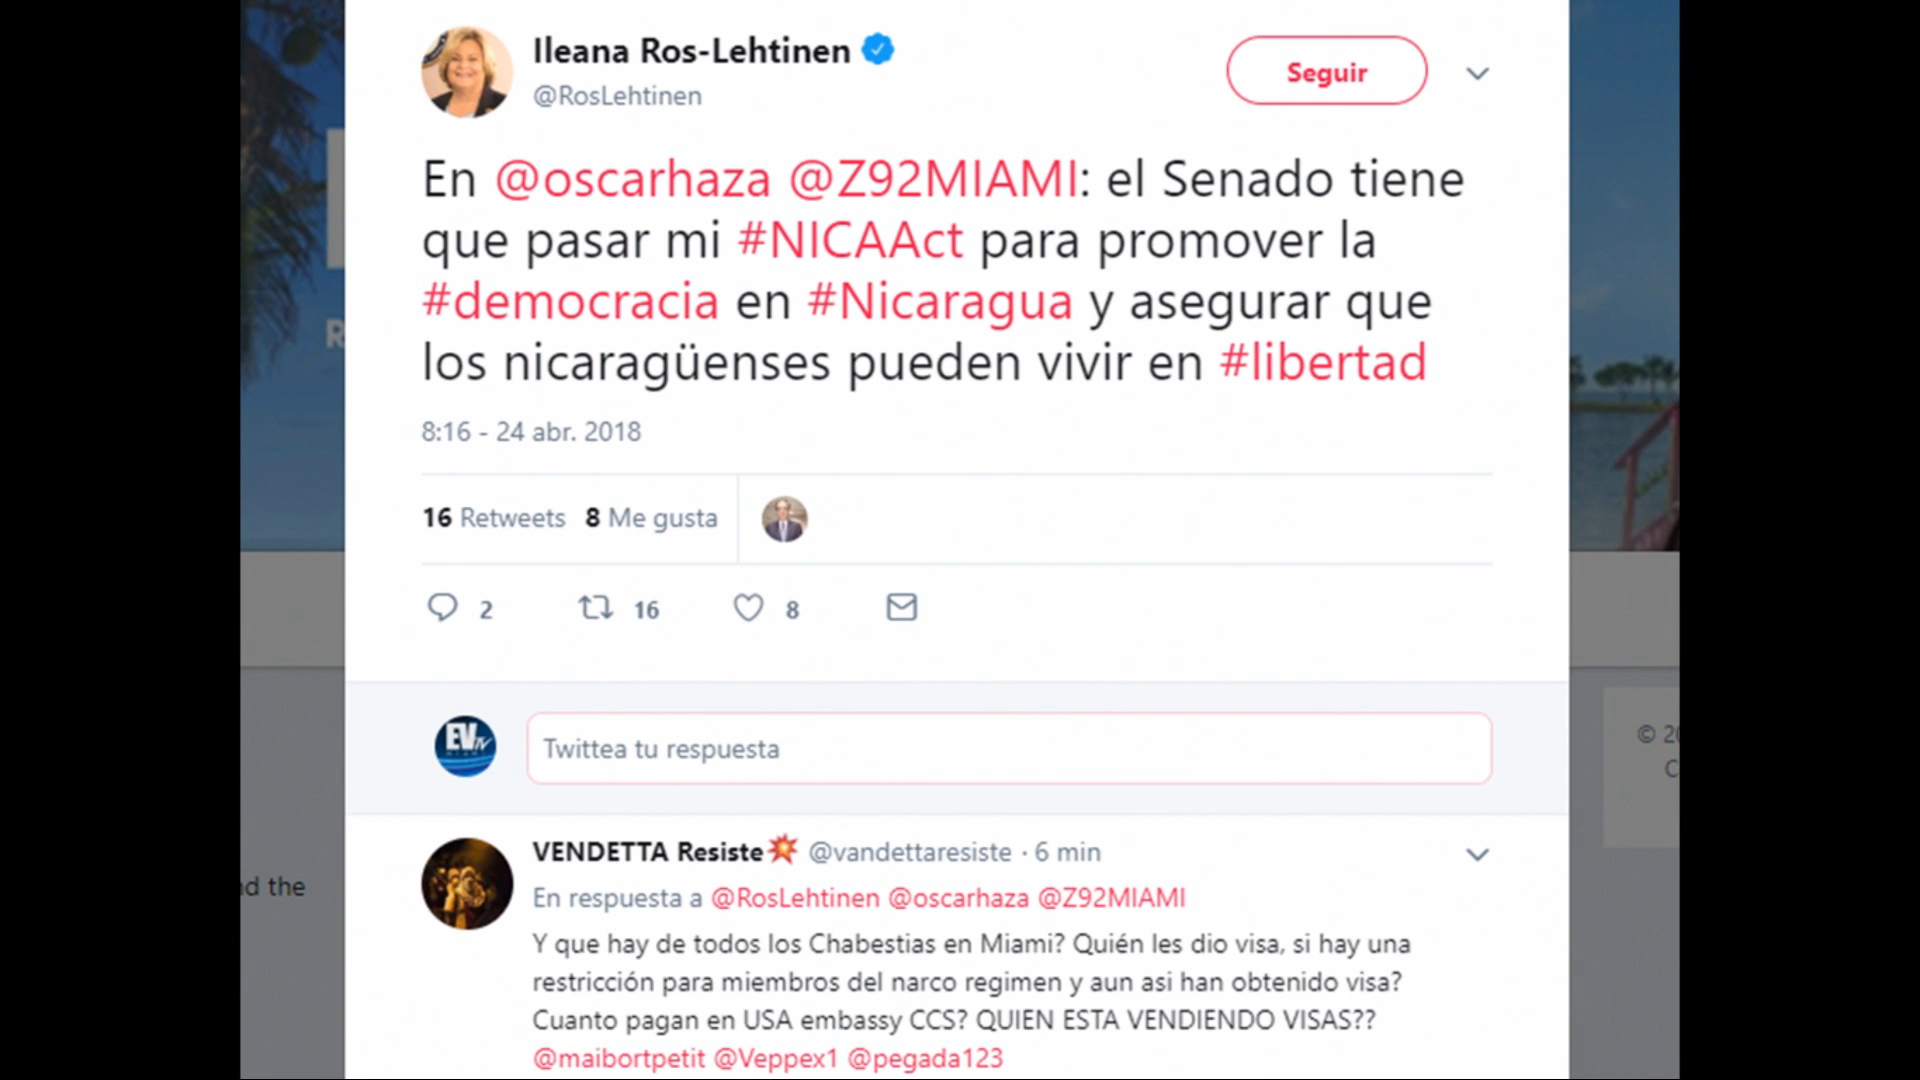 Ileana Ros-Lehtinen
@RosLehtinen
Seguir
En @oscarhaza @Z92MIAMI: el Senado tiene
que pasar mi #NICAAct para promover la
#democracia en #Nicaragua y asegurar que
los nicaragüenses pueden vivir en #libertad
8:16 - 24 abr. 2018
16 Retweets 8 Me gusta
2 16 8
EVtv
MIAMI
Twittea tu respuesta
VENDETTA Resiste @vandettaresiste · 6 min
En respuesta a @RosLehtinen @oscarhaza @Z92MIAMI
Y que hay de todos los Chabestias en Miami? Quién les dio visa, si hay una
restricción para miembros del narco regimen y aun asi han obtenido visa?
Cuanto pagan en USA embassy CCS? QUIEN ESTA VENDIENDO VISAS??
@maibortpetit @Veppex1 @pegada123
the
©